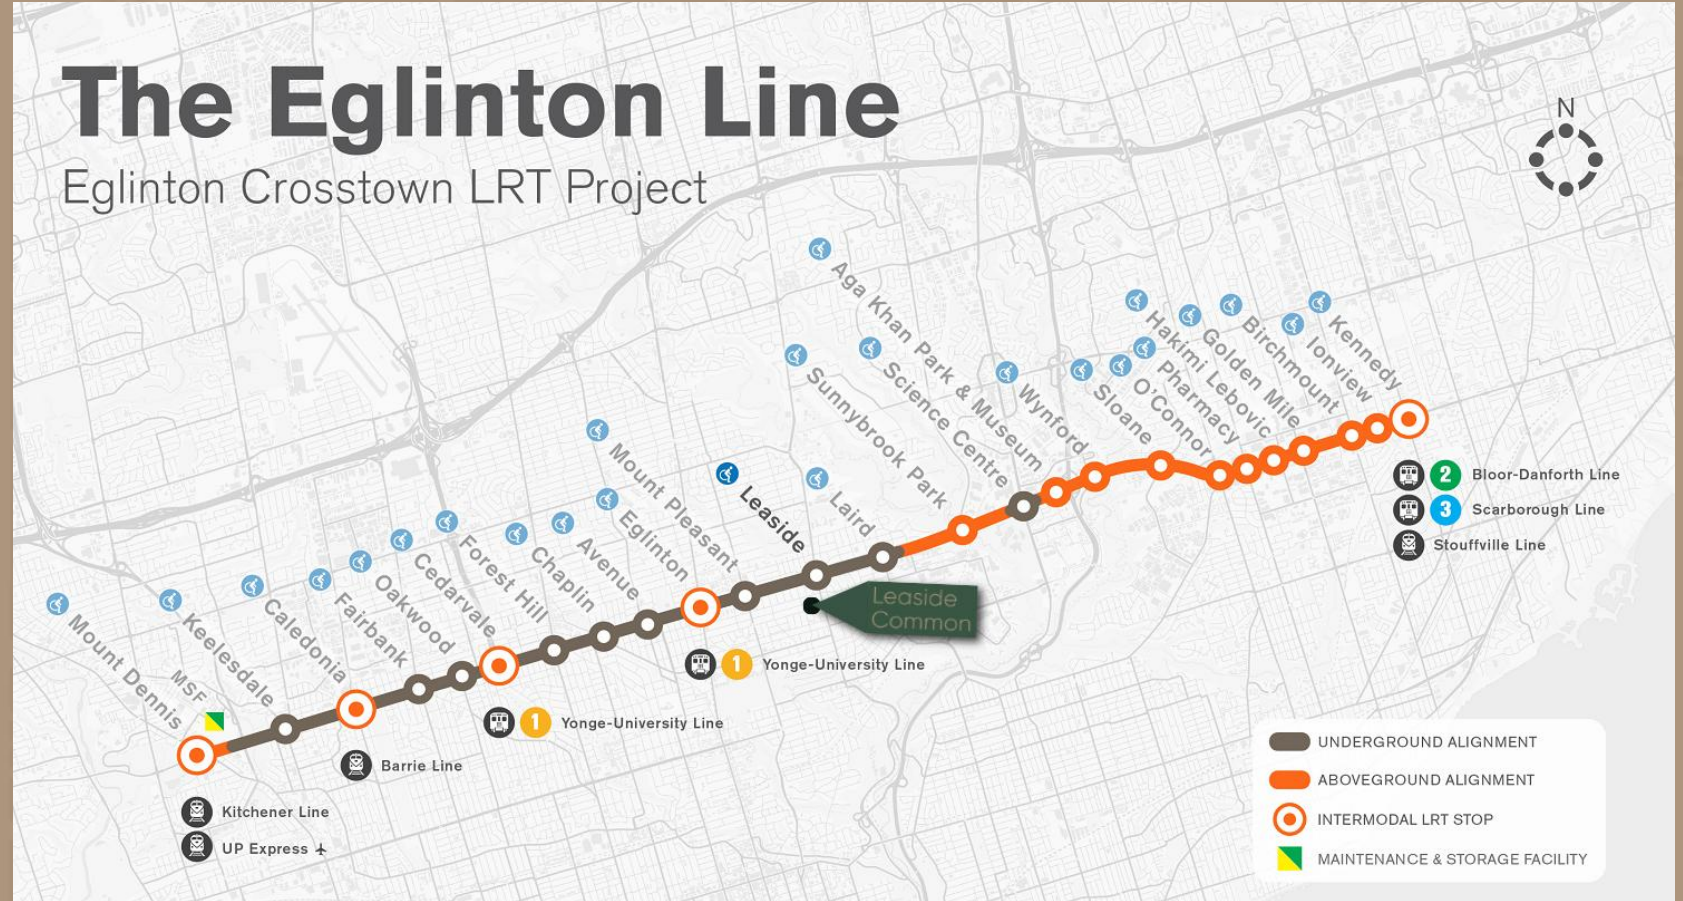 The Eglinton Line
Eglinton Crosstown LRT Project
N
Mount Dennis
MSF
Keelesdale
Caledonia
Fairbank
Oakwood
Cedarvale
Forest Hill
Chaplin
Avenue
Eglinton
Mount Pleasant
Leaside
Laird
Sunnybrook Park
Science Centre
Aga Khan Park & Museum
Wynford
Sloane
O'Connor
Pharmacy
Hakimi Lebovic
Golden Mile
Birchmount
Ionview
Kennedy
2 Bloor-Danforth Line
3 Scarborough Line
Stouffville Line
Leaside
Common
1 Yonge-University Line
1 Yonge-University Line
Barrie Line
Kitchener Line
UP Express
UNDERGROUND ALIGNMENT
ABOVEGROUND ALIGNMENT
INTERMODAL LRT STOP
MAINTENANCE & STORAGE FACILITY